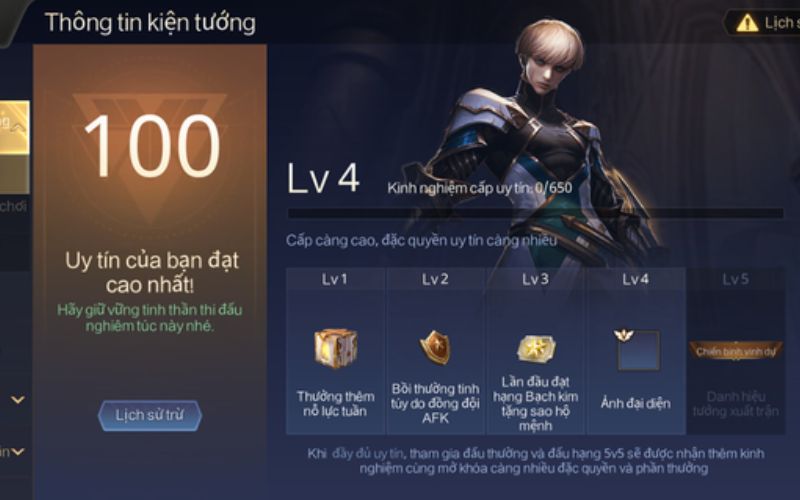 Thông tin kiện tướng
Lịch s
g
chơi
100
Uy tín của bạn đạt
cao nhất!
Hãy giữ vững tinh thần thi đấu
nghiêm túc này nhé.
Lịch sử trừ
Lv 4
Kinh nghiệm cấp uy tín: 0/650
Cấp càng cao, đặc quyền uy tín càng nhiều
Lv 1
Lv 2
Lv 3
Lv 4
Lv 5
Thưởng thêm
nỗ lực tuần
Bồi thường tinh
túy do đồng đội
AFK
Lần đầu đạt
hạng Bạch kim
tặng sao hộ
mệnh
Ảnh đại diện
Chiến binh vinh dự
Danh hiệu
tướng xuất trận
Khi đầy đủ uy tín, tham gia đấu thường và đấu hạng 5v5 sẽ được nhận thêm kinh
nghiệm cùng mở khóa càng nhiều đặc quyền và phần thưởng